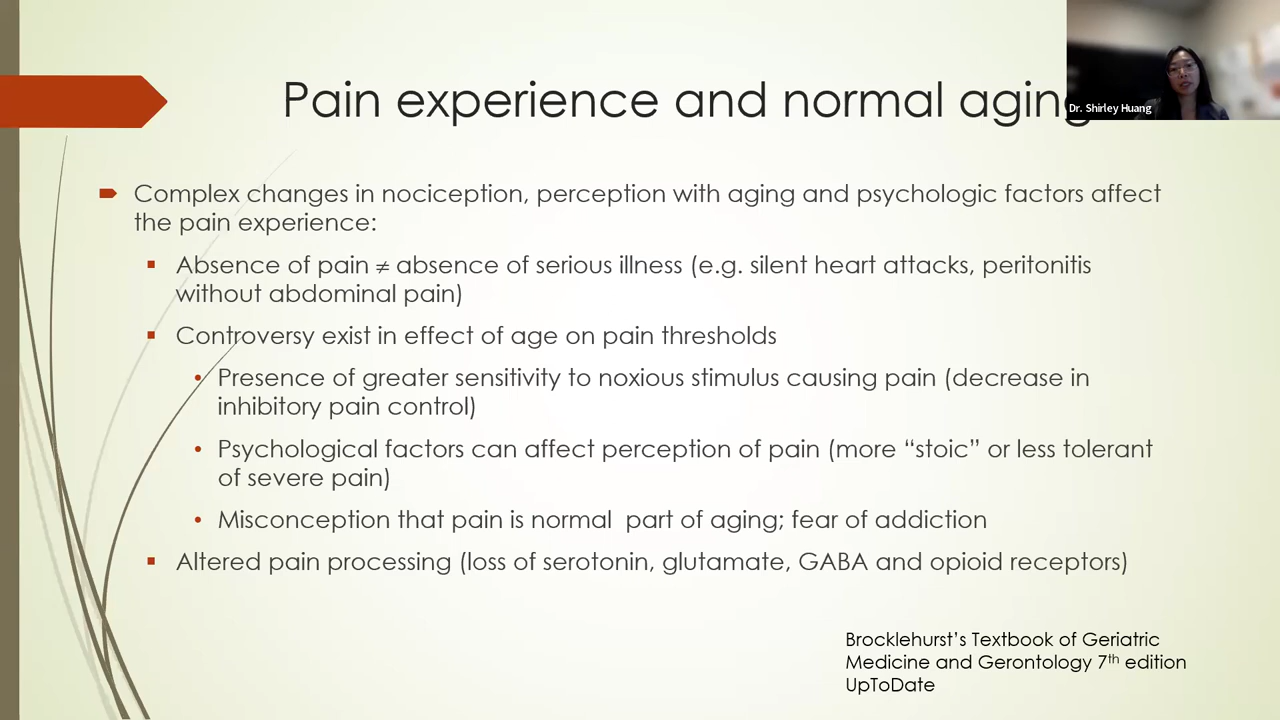 Pain experience and normal aging
Dr. Shirley Huang
Complex changes in nociception, perception with aging and psychologic factors affect
the pain experience:
Absence of pain ≠ absence of serious illness (e.g. silent heart attacks, peritonitis
without abdominal pain)
Controversy exist in effect of age on pain thresholds
Presence of greater sensitivity to noxious stimulus causing pain (decrease in
inhibitory pain control)
Psychological factors can affect perception of pain (more “stoic” or less tolerant
of severe pain)
Misconception that pain is normal  part of aging; fear of addiction
Altered pain processing (loss of serotonin, glutamate, GABA and opioid receptors)
Brocklehurst’s Textbook of Geriatric
Medicine and Gerontology 7th edition
UpToDate